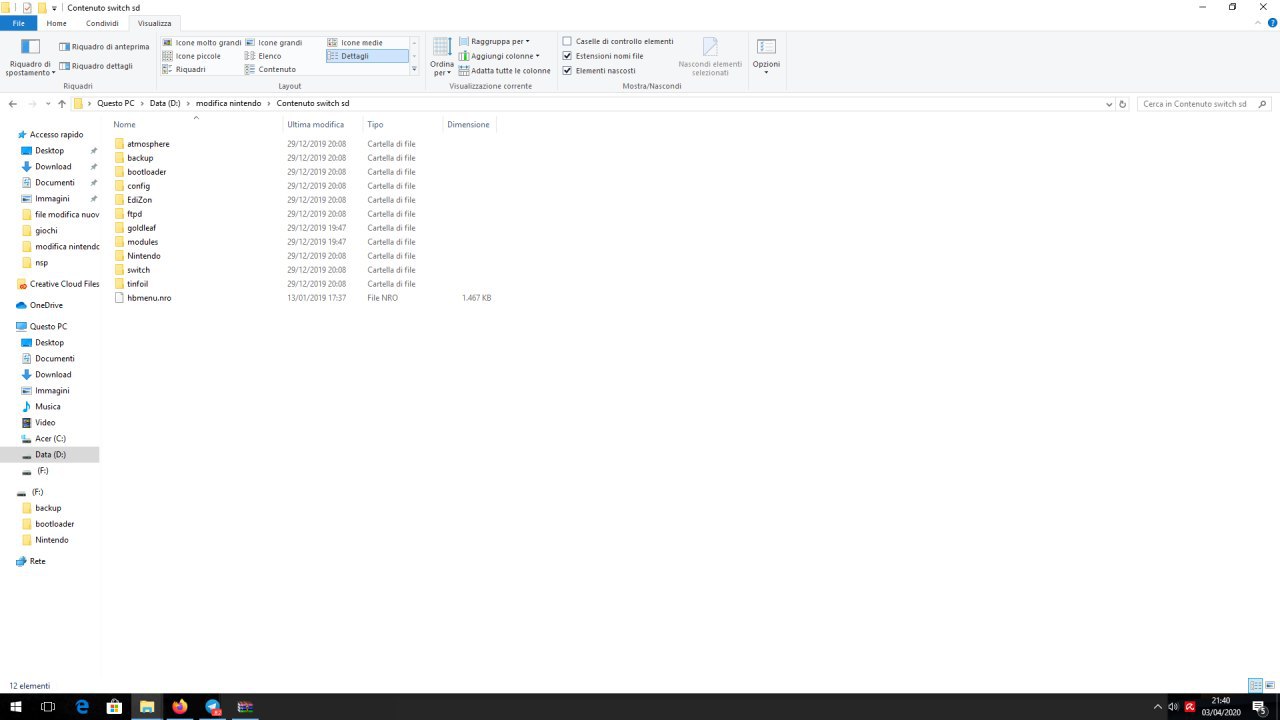 Contenuto switch sd
File Home Condividi Visualizza
Riquadro di spostamento
Riquadro di anteprima
Riquadro dettagli
Riquadri
Icone molto grandi Icone grandi Icone medie
Icone piccole Elenco Dettagli
Riquadri Contenuto
Layout
Ordina per
Raggruppa per
Aggiungi colonne
Adatta tutte le colonne
Visualizzazione corrente
Caselle di controllo elementi
Estensioni nomi file
Elementi nascosti
Nascondi elementi selezionati
Mostra/Nascondi
Opzioni
Questo PC Data (D:) modifica nintendo Contenuto switch sd
Cerca in Contenuto switch sd
Accesso rapido
Desktop
Download
Documenti
Immagini
file modifica nuov
giochi
modifica nintendo
nsp
Creative Cloud Files
OneDrive
Questo PC
Desktop
Documenti
Download
Immagini
Musica
Video
Acer (C:)
Data (D:)
(F:)
(F:)
backup
bootloader
Nintendo
Rete
Nome Ultima modifica Tipo Dimensione
atmosphere 29/12/2019 20:08 Cartella di file
backup 29/12/2019 20:08 Cartella di file
bootloader 29/12/2019 20:08 Cartella di file
config 29/12/2019 20:08 Cartella di file
EdiZon 29/12/2019 20:08 Cartella di file
ftpd 29/12/2019 20:08 Cartella di file
goldleaf 29/12/2019 19:47 Cartella di file
modules 29/12/2019 19:47 Cartella di file
Nintendo 29/12/2019 20:08 Cartella di file
switch 29/12/2019 20:08 Cartella di file
tinfoil 29/12/2019 20:08 Cartella di file
hbmenu.nro 13/01/2019 17:37 File NRO 1.467 KB
12 elementi
21:40
03/04/2020